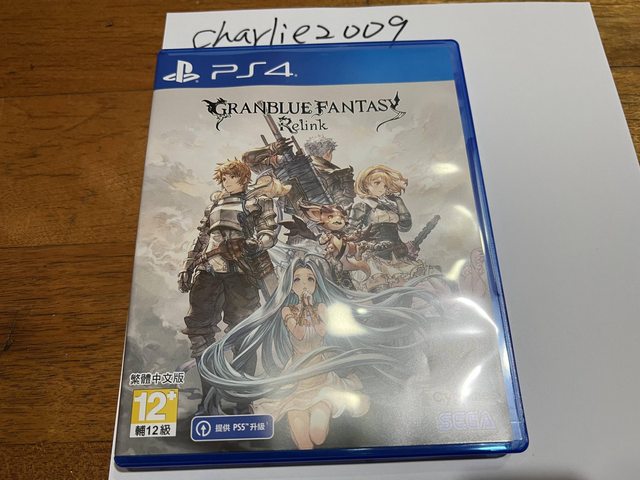 charlie2009
PS4
GRANBLUE FANTASY
Relink
繁體中文版
12+
輔12級
提供 PS5™ 升級
SEGA